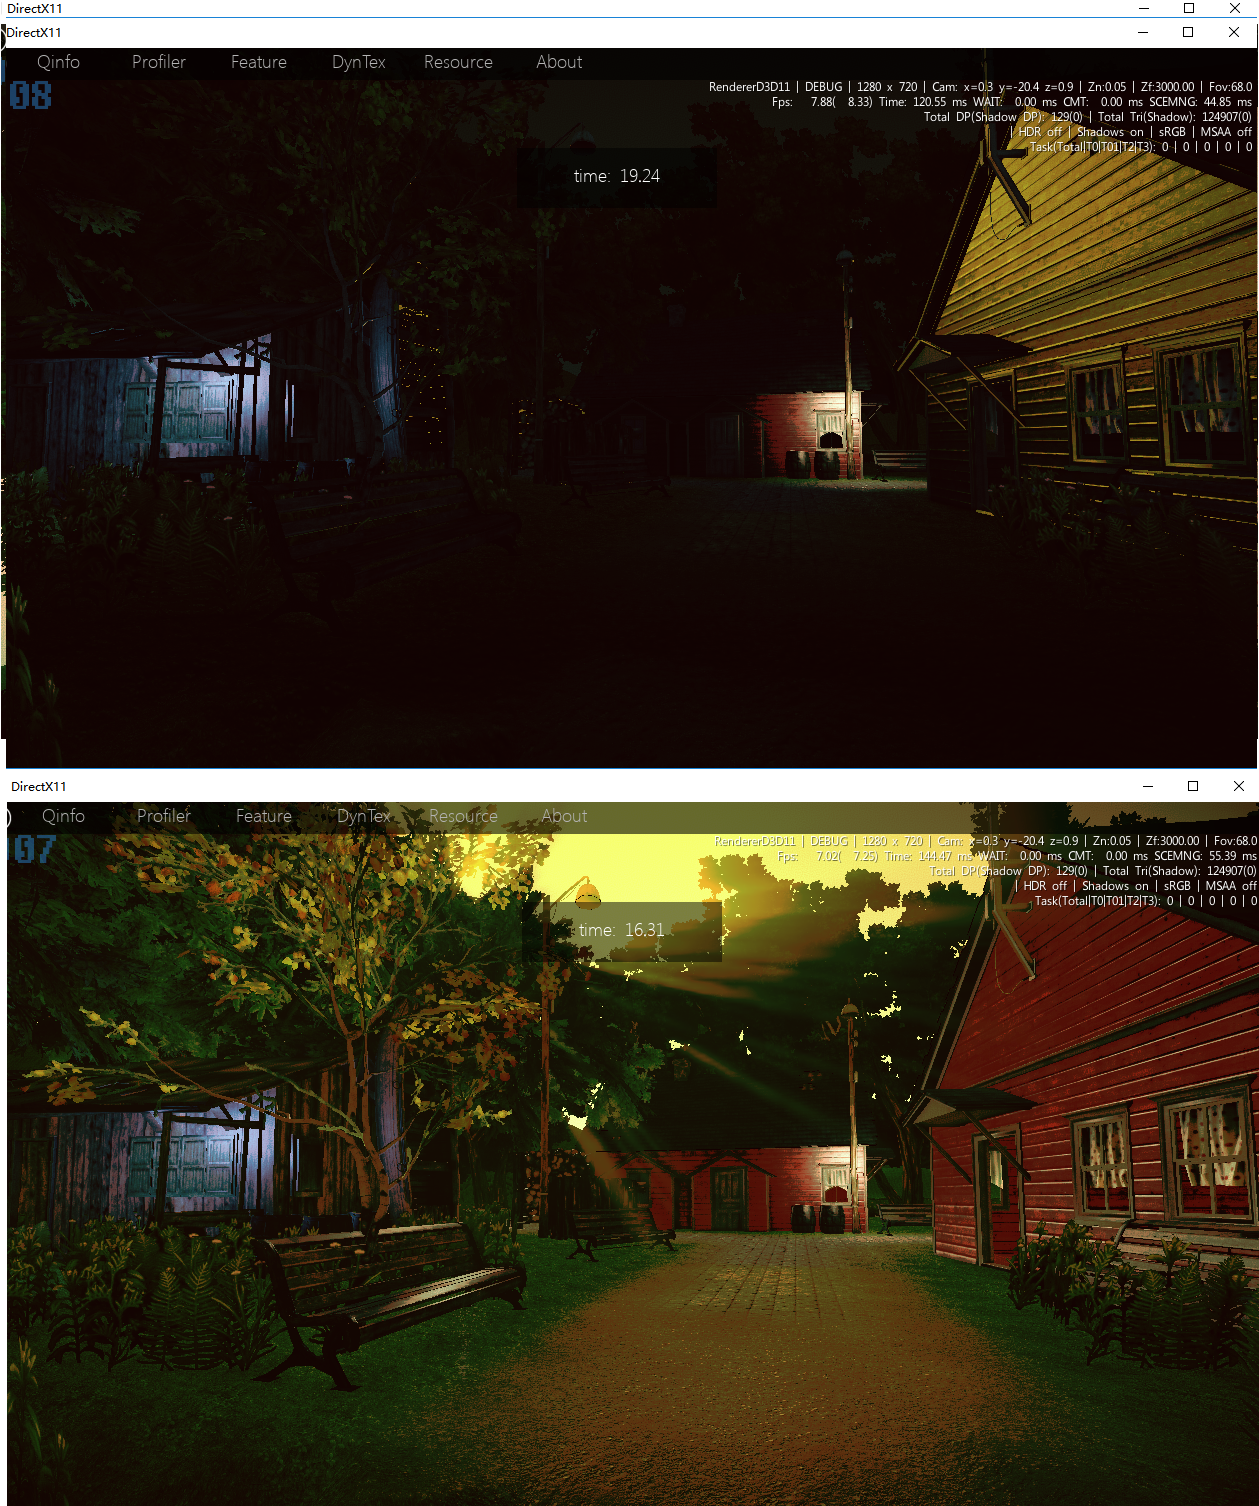 DirectX11
DirectX11
Qinfo Profiler Feature DynTex Resource About
08
RendererD3D11 | DEBUG | 1280 x 720 | Cam: x=0.3 y=-20.4 z=0.9 | Zn:0.05 | Zf:3000.00 | Fov:68.0
Fps: 7.88( 8.33) Time: 120.55 ms WAIT: 0.00 ms CMT: 0.00 ms SCEMNG: 44.85 ms
Total DP(Shadow DP): 129(0) | Total Tri(Shadow): 124907(0)
| HDR off | Shadows on | sRGB | MSAA off
Task(Total|T0|T01|T2|T3): 0 | 0 | 0 | 0 | 0
time: 19.24
DirectX11
Qinfo Profiler Feature DynTex Resource About
07
RendererD3D11 | DEBUG | 1280 x 720 | Cam: x=0.3 y=-20.4 z=0.9 | Zn:0.05 | Zf:3000.00 | Fov:68.0
Fps: 7.02( 7.25) Time: 144.47 ms WAIT: 0.00 ms CMT: 0.00 ms SCEMNG: 55.39 ms
Total DP(Shadow DP): 129(0) | Total Tri(Shadow): 124907(0)
| HDR off | Shadows on | sRGB | MSAA off
Task(Total|T0|T01|T2|T3): 0 | 0 | 0 | 0 | 0
time: 16.31